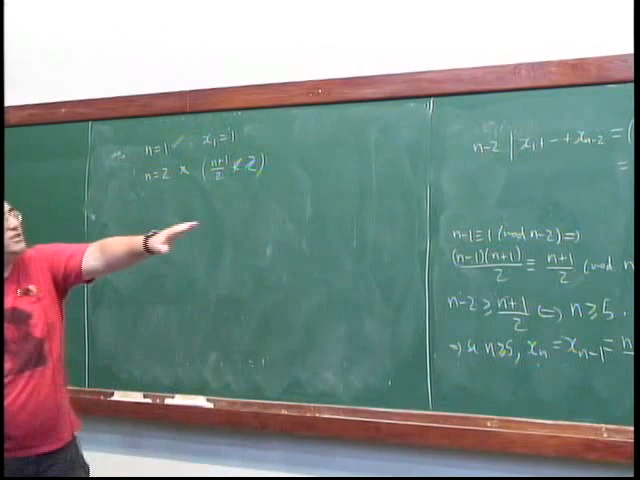 n=1 ✓ x₁=1
n=2 × (n+1/2 < 2)
n-2 | x₁+…+xₙ₋₂ = (
=
n-1≡1 (mod n-2) ⇒
(n-1)(n+1)/2 ≡ n+1/2 (mod n
n-2 ≥ n+1/2 ⇔ n≥5.
⇒ se n≥5, xₙ = xₙ₋₁ = n